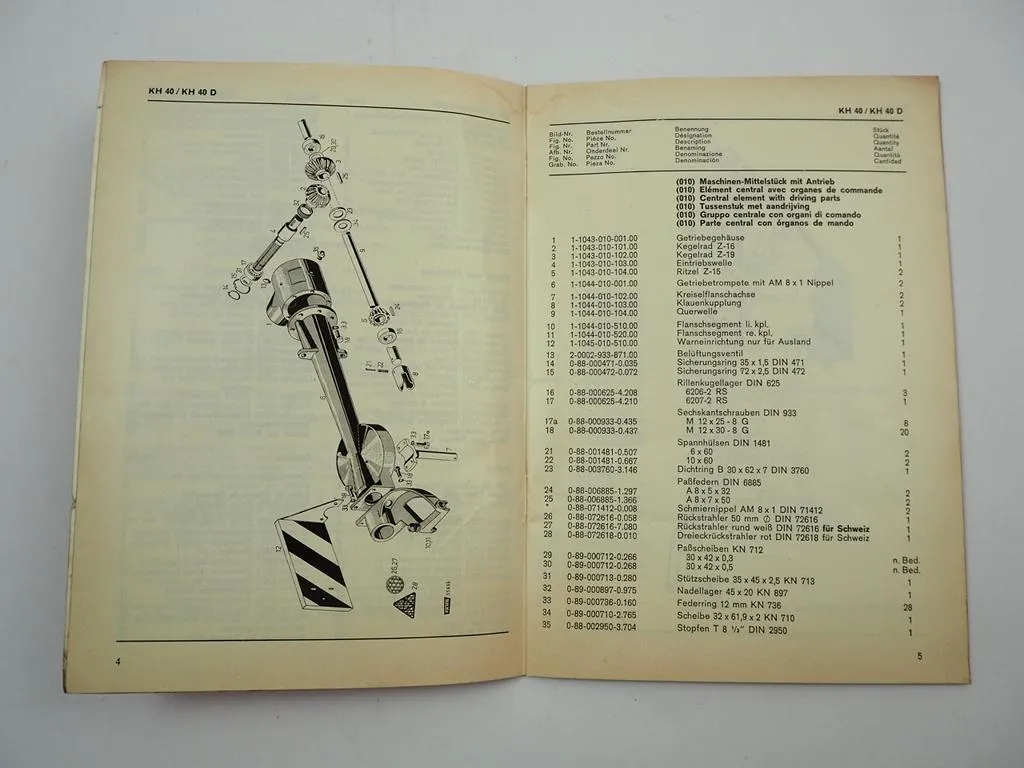 KH 40 / KH 40 D
4
KH 40 / KH 40 D
Bild-Nr. Bestellnummer Benennung Stück
Fig. No. Pièce No. Désignation Quantité
Fig. Nr. Part Nr. Description Quantity
Afb. Nr. Onderdeel Nr. Benaming Aantal
Fig. No. Pezzo No. Denominazione Quantità
Grab. No. Pieza No. Denominación Cantidad
(010) Maschinen-Mittelstück mit Antrieb
(010) Elément central avec organes de commande
(010) Central element with driving parts
(010) Tussenstuk met aandrijving
(010) Gruppo centrale con organi di comando
(010) Parte central con órganos de mando
1 1-1043-010-001.00 Getriebegehäuse 1
2 1-1043-010-101.00 Kegelrad Z-16 1
3 1-1043-010-102.00 Kegelrad Z-19 1
4 1-1043-010-103.00 Eintriebswelle 1
5 1-1043-010-104.00 Ritzel Z-15 2
6 1-1044-010-001.00 Getriebetrompete mit AM 8 x 1 Nippel 2
7 1-1044-010-102.00 Kreiselflanschachse 2
8 1-1044-010-103.00 Klauenkupplung 2
9 1-1044-010-104.00 Querwelle 1
10 1-1044-010-510.00 Flanschsegment li. kpl. 1
11 1-1044-010-520.00 Flanschsegment re. kpl. 1
12 1-1045-010-510.00 Warneinrichtung nur für Ausland 1
13 2-0002-933-871.00 Belüftungsventil 1
14 0-88-000471-0.035 Sicherungsring 35 x 1,5 DIN 471 1
15 0-88-000472-0.072 Sicherungsring 72 x 2,5 DIN 472 1
Rillenkugellager DIN 625
16 0-88-000625-4.208 6206-2 RS 3
17 0-88-000625-4.210 6207-2 RS 1
Sechskantschrauben DIN 933
17a 0-88-000933-0.435 M 12 x 25 - 8 G 8
18 0-88-000933-0.437 M 12 x 30 - 8 G 20
Spannhülsen DIN 1481
21 0-88-001481-0.507 6 x 60 2
22 0-88-001481-0.667 10 x 60 2
23 0-88-003760-3.146 Dichtring B 30 x 62 x 7 DIN 3760 1
Paßfedern DIN 6885
24 0-88-006885-1.297 A 8 x 5 x 32 2
25 0-88-006885-1.366 A 8 x 7 x 50 2
* 0-88-071412-0.008 Schmiernippel AM 8 x 1 DIN 71412 2
26 0-88-072616-0.058 Rückstrahler 50 mm ∅ DIN 72616 1
27 0-88-072616-7.080 Rückstrahler rund weiß DIN 72616 für Schweiz 1
28 0-88-072618-0.010 Dreieckrückstrahler rot DIN 72618 für Schweiz 1
Paßscheiben KN 712
29 0-89-000712-0.266 30 x 42 x 0,3 n. Bed.
30 0-89-000712-0.268 30 x 42 x 0,5 n. Bed.
31 0-89-000713-0.280 Stützscheibe 35 x 45 x 2,5 KN 713 1
32 0-89-000897-0.975 Nadellager 45 x 20 KN 897 1
33 0-89-000736-0.160 Federring 12 mm KN 736 28
34 0-89-000710-2.765 Scheibe 32 x 61,9 x 2 KN 710 1
35 0-88-002950-3.704 Stopfen T 8 ½" DIN 2950 1
5